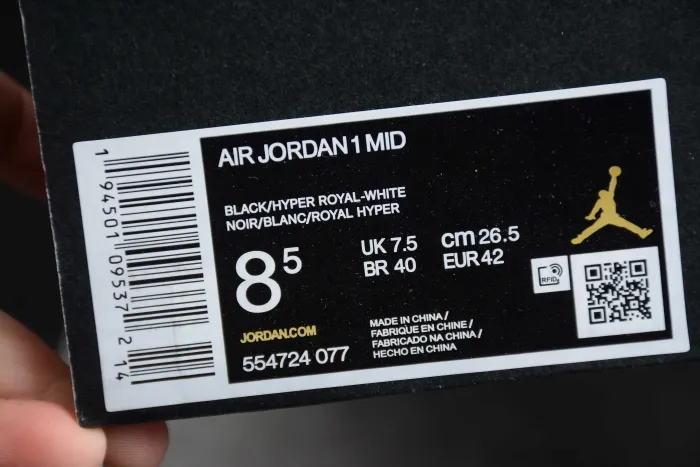 1 94501 09537 2 14
AIR JORDAN 1 MID
BLACK/HYPER ROYAL-WHITE
NOIR/BLANC/ROYAL HYPER
8 5
UK 7.5 cm 26.5
BR 40 EUR 42
RFID
JORDAN.COM
554724 077
MADE IN CHINA /
FABRIQUE EN CHINE /
FABRICADO NA CHINA /
HECHO EN CHINA